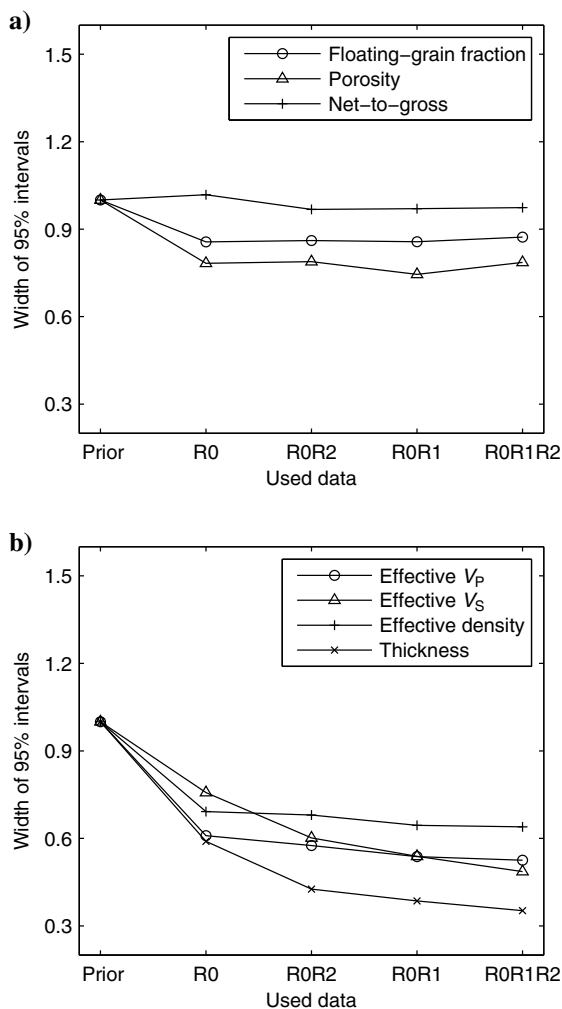 a)
1.5
1.2
0.9
0.6
0.3
Width of 95% intervals
Floating-grain fraction
Porosity
Net-to-gross
Prior R0 R0R2 R0R1 R0R1R2
Used data
b)
1.5
1.2
0.9
0.6
0.3
Width of 95% intervals
Effective VP
Effective VS
Effective density
Thickness
Prior R0 R0R2 R0R1 R0R1R2
Used data